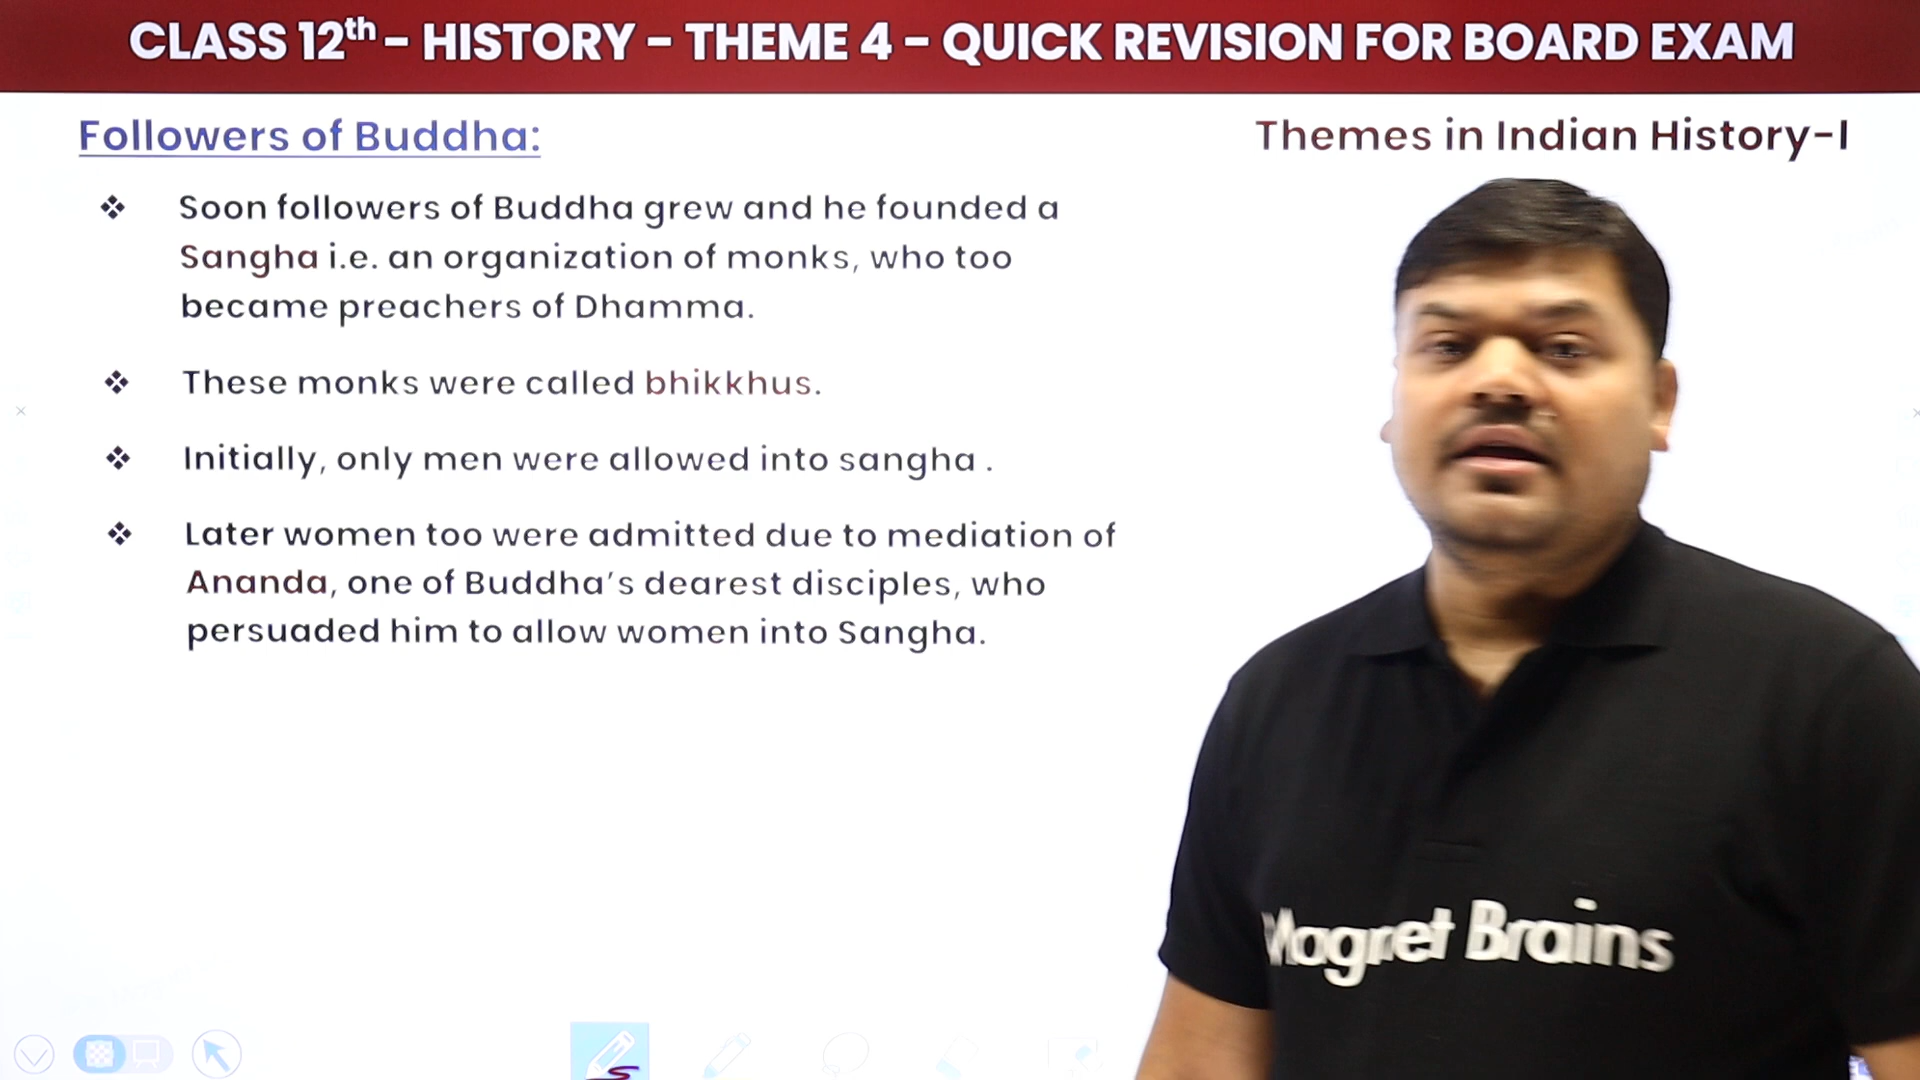 CLASS 12th - HISTORY - THEME 4 - QUICK REVISION FOR BOARD EXAM
Followers of Buddha:
Themes in Indian History-I
❖ Soon followers of Buddha grew and he founded a
Sangha i.e. an organization of monks, who too
became preachers of Dhamma.
❖ These monks were called bhikkhus.
❖ Initially, only men were allowed into sangha .
❖ Later women too were admitted due to mediation of
Ananda, one of Buddha's dearest disciples, who
persuaded him to allow women into Sangha.
Magnet Brains